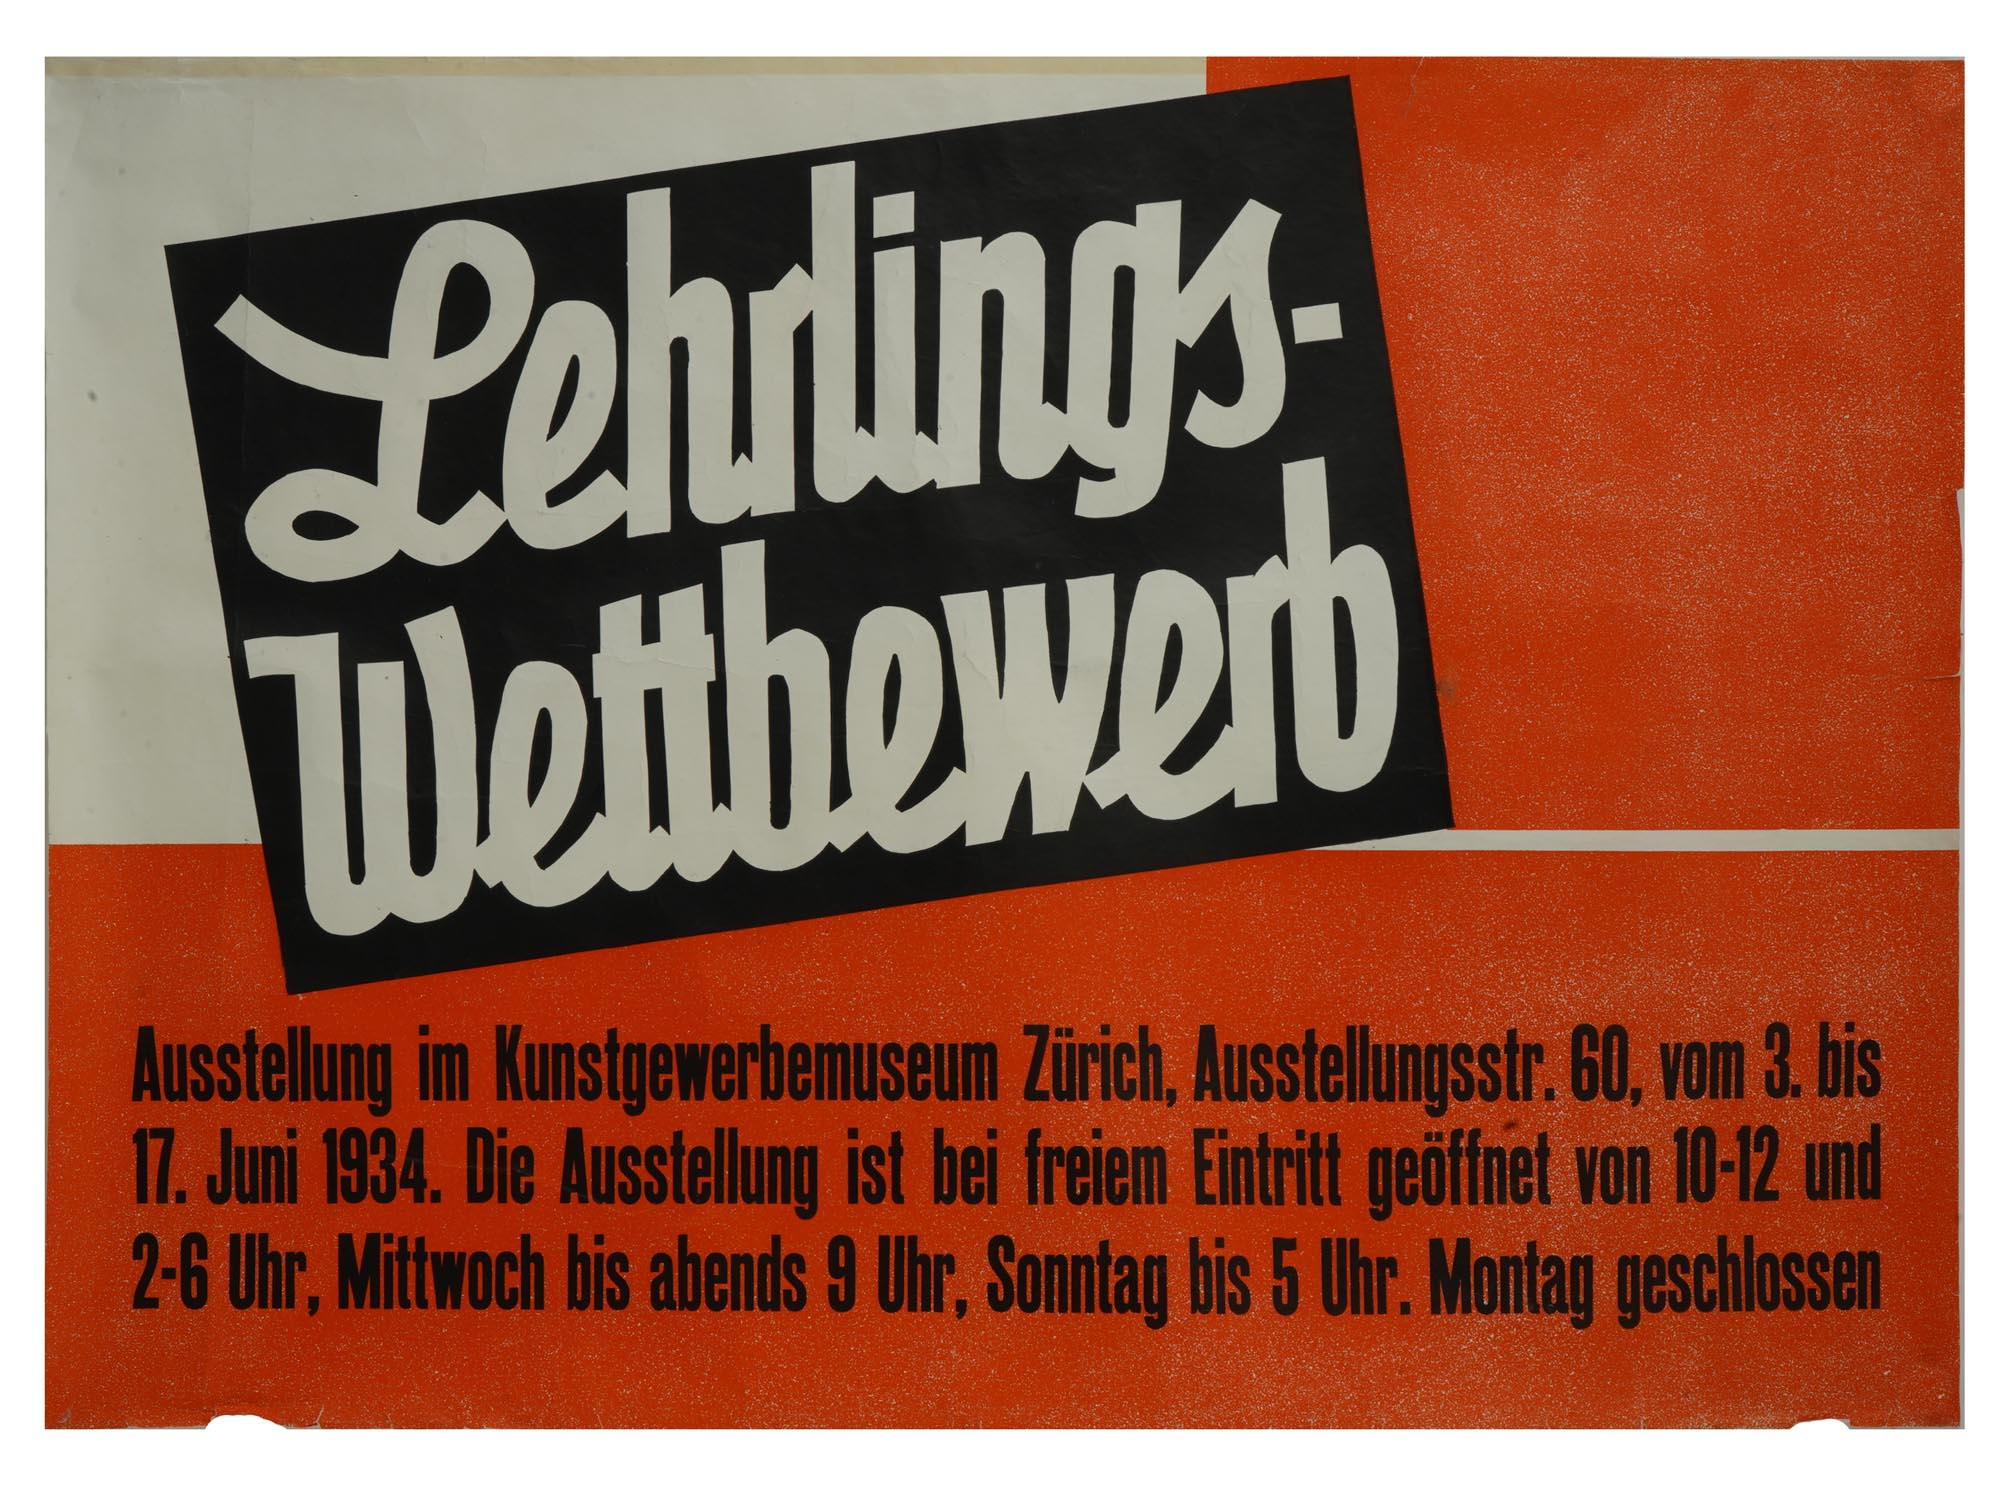 Lehrlings-
Wettbewerb
Ausstellung im Kunstgewerbemuseum Zürich, Ausstellungsstr. 60, vom 3. bis
17. Juni 1934. Die Ausstellung ist bei freiem Eintritt geöffnet von 10-12 und
2-6 Uhr, Mittwoch bis abends 9 Uhr, Sonntag bis 5 Uhr. Montag geschlossen